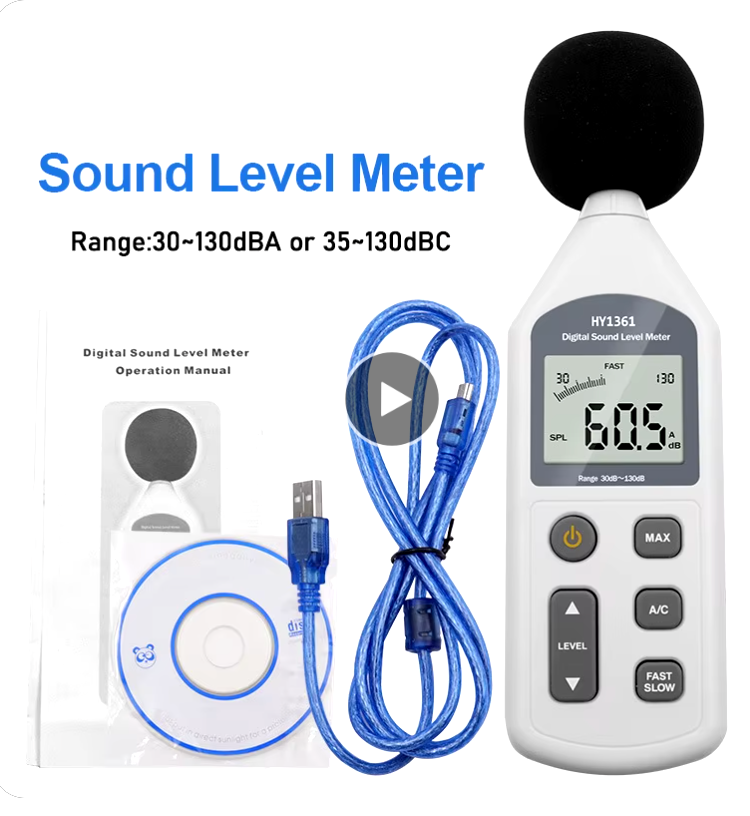 Sound Level Meter
Range:30~130dBA or 35~130dBC
Digital Sound Level Meter
Operation Manual
HY1361
Digital Sound Level Meter
FAST
30 130
SPL 60.5 A
dB
Range 30dB~130dB
MAX
A/C
LEVEL
FAST
SLOW